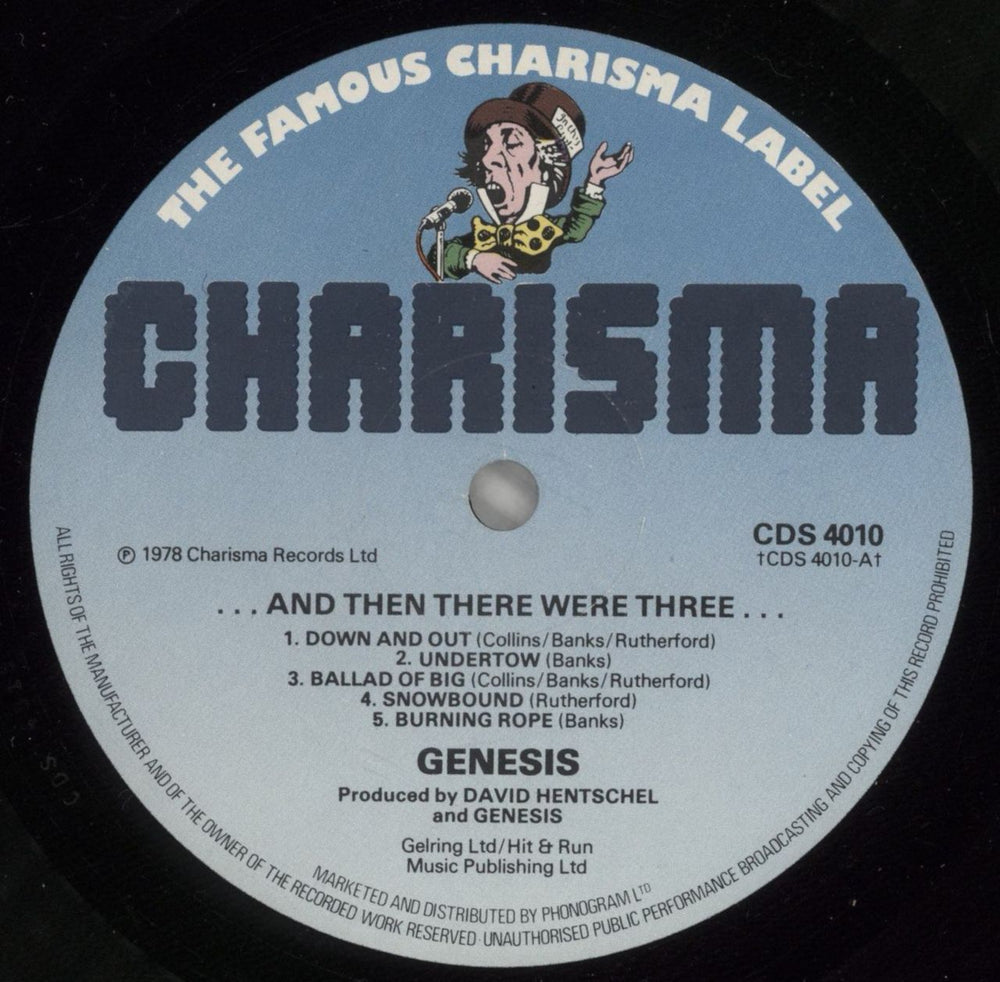 THE FAMOUS CHARISMA LABEL
In this
CHARISMA
℗ 1978 Charisma Records Ltd
CDS 4010
†CDS 4010-A†
...AND THEN THERE WERE THREE...
1. DOWN AND OUT (Collins/Banks/Rutherford)
2. UNDERTOW (Banks)
3. BALLAD OF BIG (Collins/Banks/Rutherford)
4. SNOWBOUND (Rutherford)
5. BURNING ROPE (Banks)
GENESIS
Produced by DAVID HENTSCHEL
and GENESIS
Gelring Ltd/Hit & Run
Music Publishing Ltd
MARKETED AND DISTRIBUTED BY PHONOGRAM LTD
ALL RIGHTS OF THE MANUFACTURER AND OF THE OWNER OF THE RECORDED WORK RESERVED · UNAUTHORISED PUBLIC PERFORMANCE BROADCASTING AND COPYING OF THIS RECORD PROHIBITED
CDS